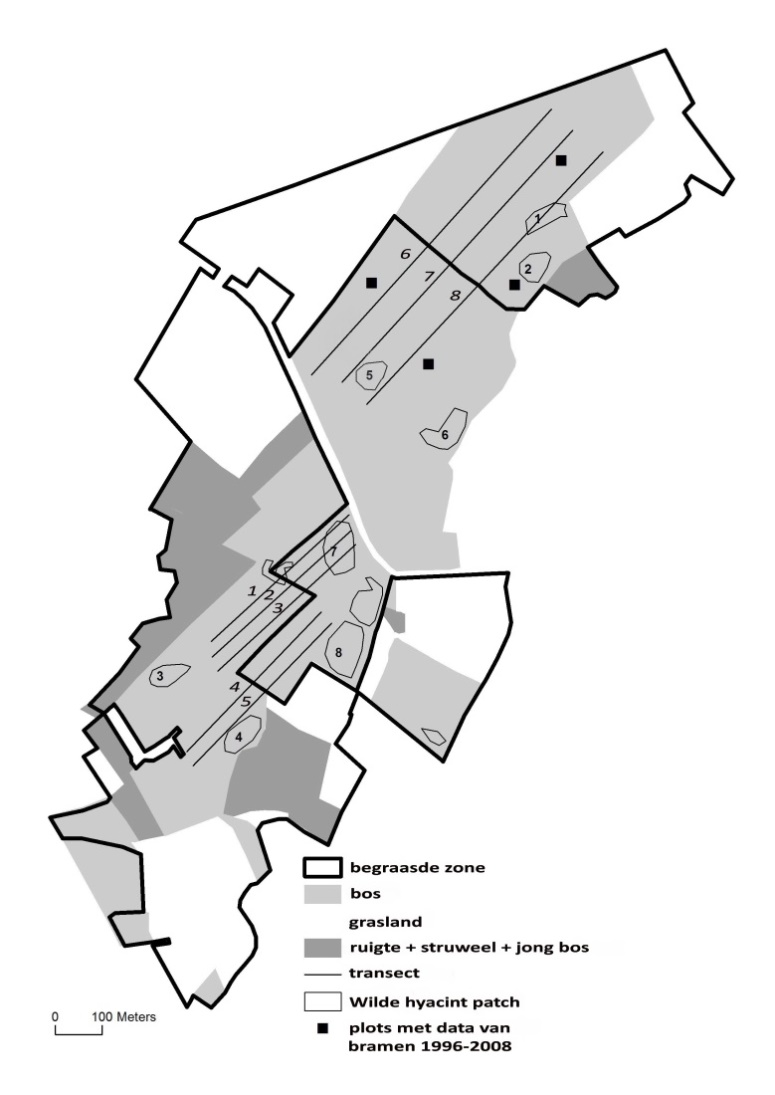 1
6
2
7
8
5
6
7
1
2
3
8
3
4
5
4
begraasde zone
bos
grasland
ruigte + struweel + jong bos
transect
Wilde hyacint patch
plots met data van
bramen 1996-2008
0 100 Meters